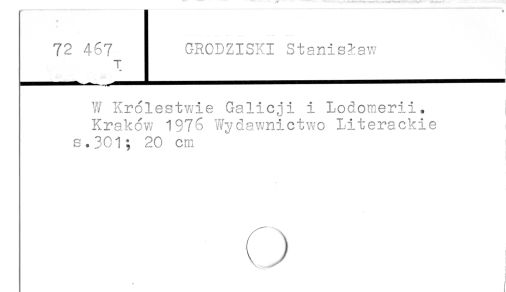 72 467
I
GRODZISKI Stanisław
W Królestwie Galicji i Lodomerii.
Kraków 1976 Wydawnictwo Literackie
s.301; 20 cm